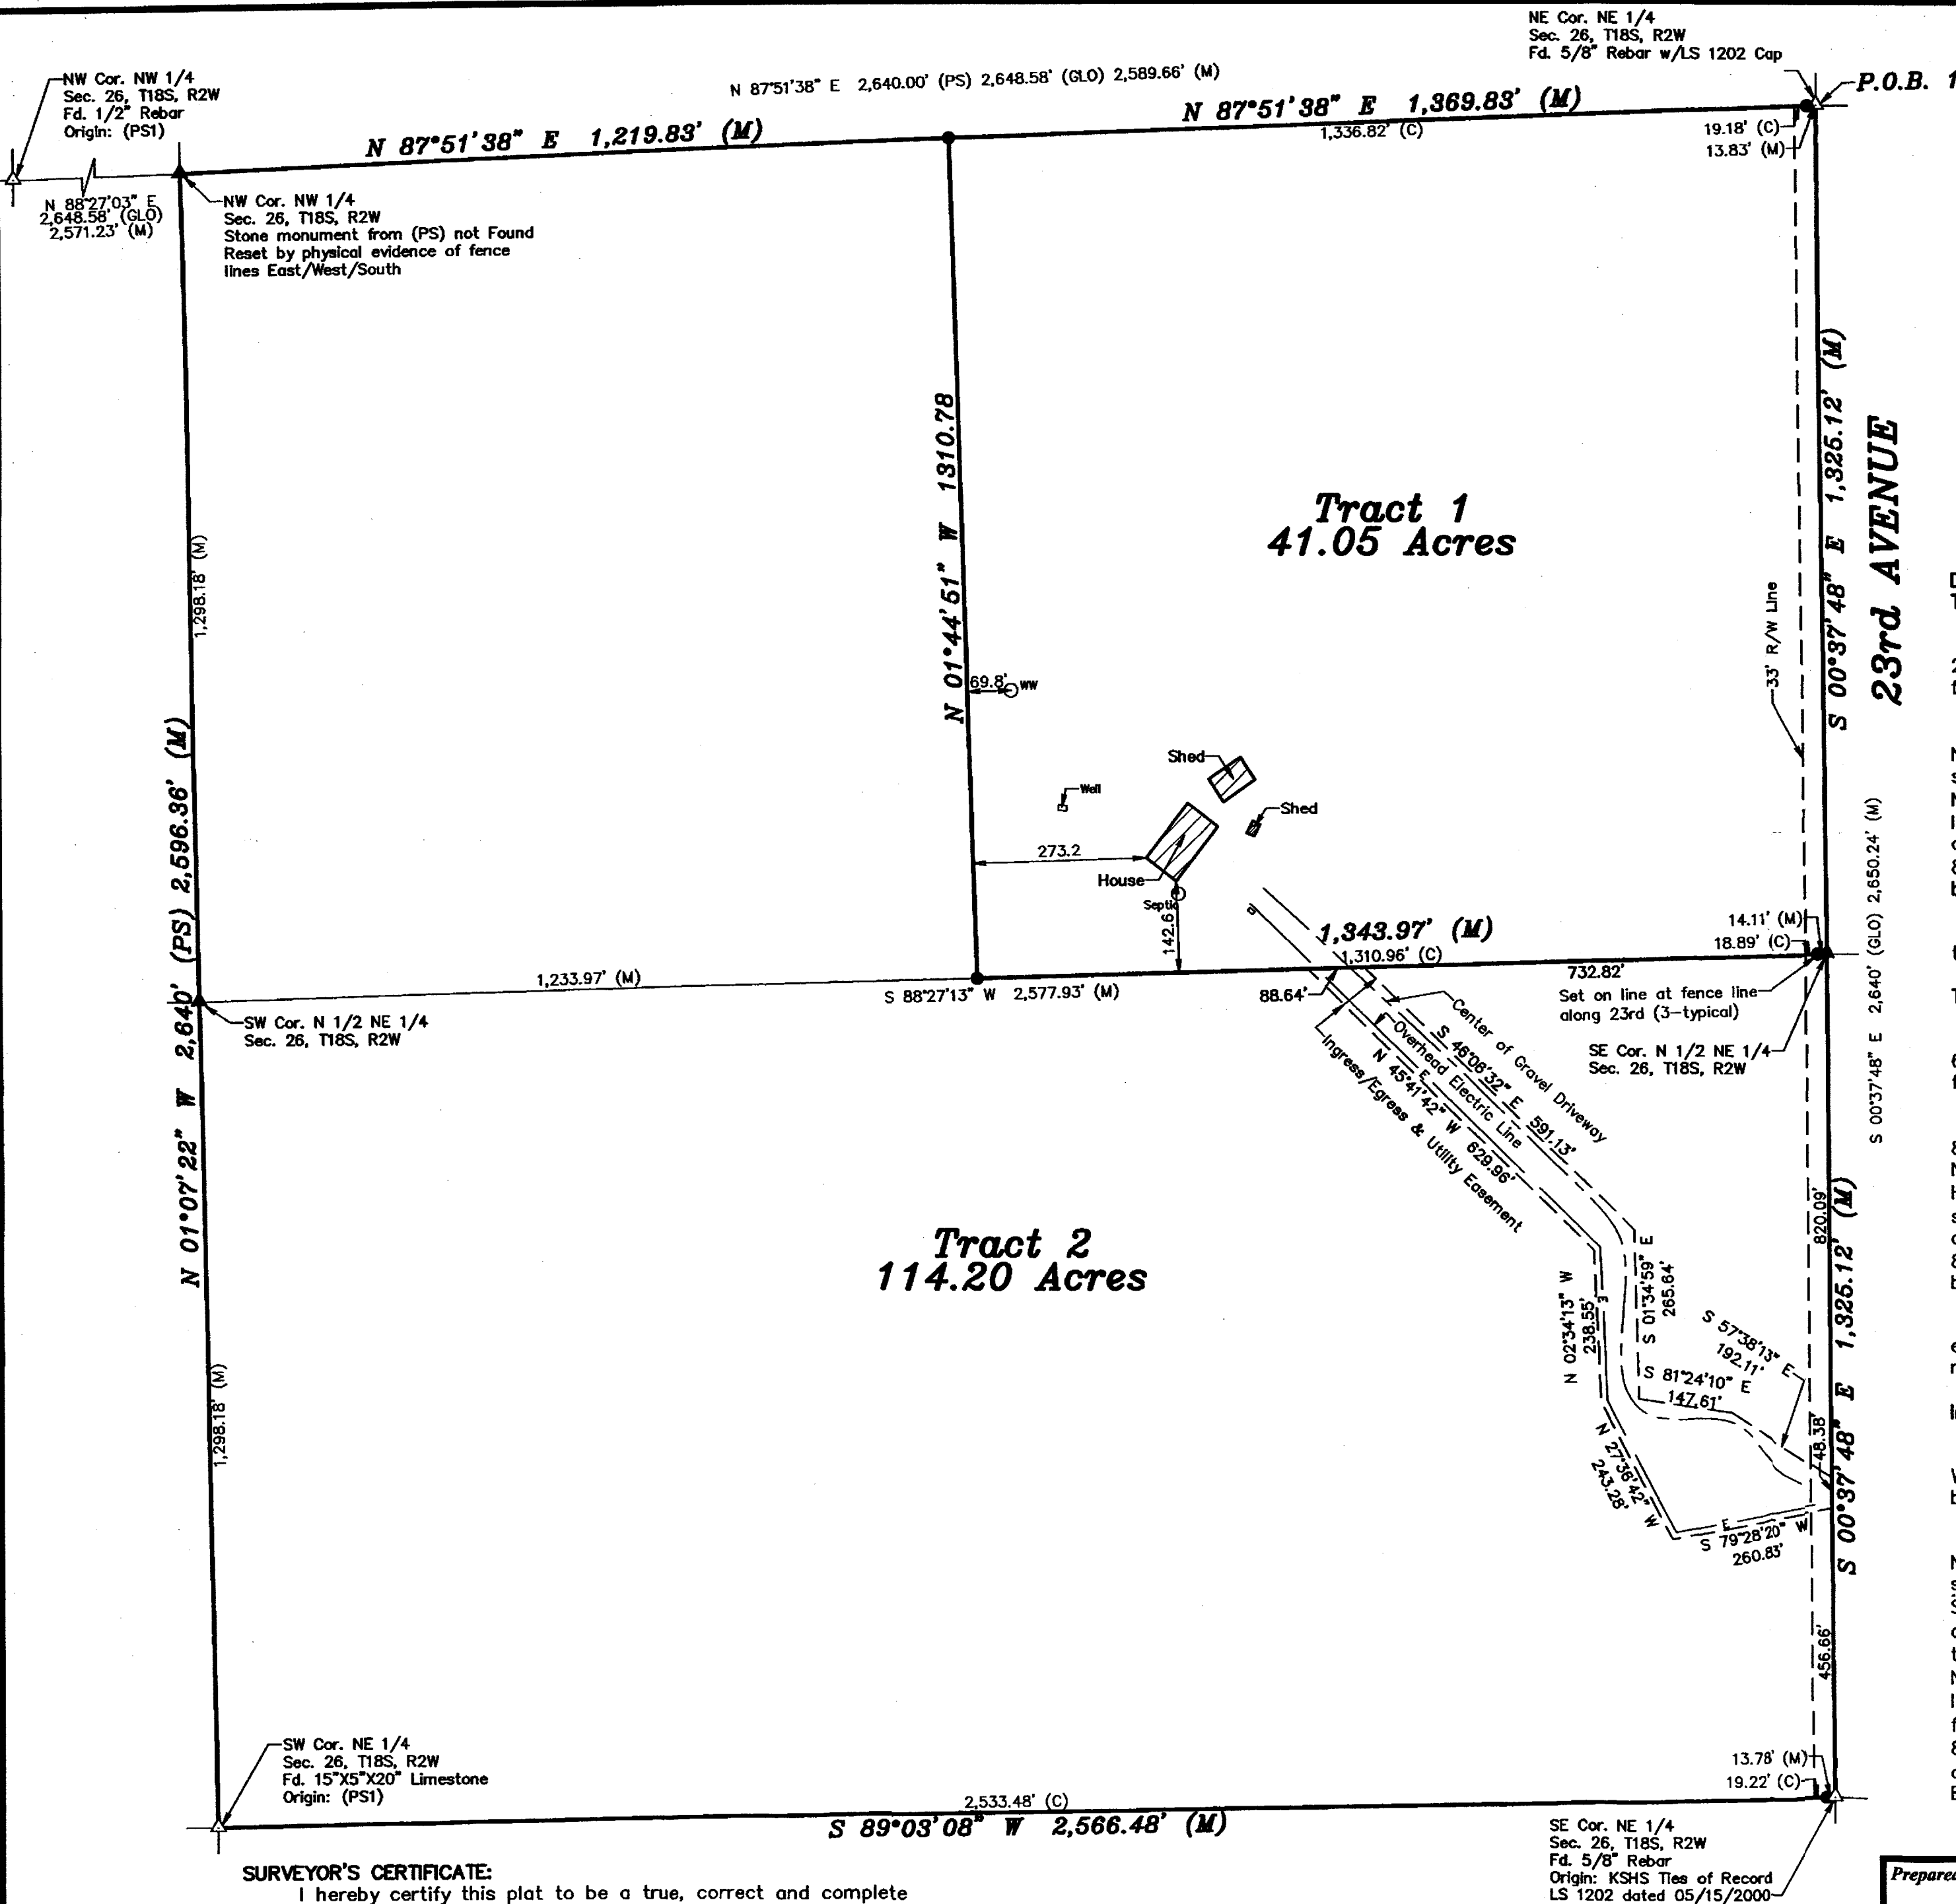 NE Cor. NE 1/4
Sec. 26, T18S, R2W
Fd. 5/8" Rebar w/LS 1202 Cap
P.O.B. 1
NW Cor. NW 1/4
Sec. 26, T18S, R2W
Fd. 1/2" Rebar
Origin: (PS1)
N 87°51'38" E 2,640.00' (PS) 2,648.58' (GLO) 2,589.66' (M)
N 87°51'38" E 1,219.83' (M)
N 87°51'38" E 1,369.83' (M)
1,336.82' (C)
19.18' (C)
13.83' (M)
N 88°27'03" E
2,648.58' (GLO)
2,571.23' (M)
NW Cor. NW 1/4
Sec. 26, T18S, R2W
Stone monument from (PS) not Found
Reset by physical evidence of fence
lines East/West/South
1,298.18' (M)
N 01°44'51" W 1310.78
Tract 1
41.05 Acres
S 00°37'48" E 1,325.12' (M)
23rd AVENUE
33' R/W Line
69.8'
WW
Shed
Well
Shed
273.2
House
Septic
142.6
N 01°07'22" W 2,640' (PS) 2,596.36' (M)
S 00°37'48" E 2,640' (GLO) 2,650.24' (M)
1,343.97' (M)
1,310.96' (C)
14.11' (M)
18.89' (C)
1,233.97' (M)
S 88°27'13" W 2,577.93' (M)
88.64'
732.82'
Set on line at fence line
along 23rd (3-typical)
SW Cor. N 1/2 NE 1/4
Sec. 26, T18S, R2W
SE Cor. N 1/2 NE 1/4
Sec. 26, T18S, R2W
Center of Gravel Driveway
S 46°06'32" E 591.13'
Overhead Electric Line
E
N 45°41'42" W 629.96'
Ingress/Egress & Utility Easement
Tract 2
114.20 Acres
820.09'
S 00°37'48" E 1,325.12' (M)
N 02°34'13" W
238.55'
E
S 01°34'59" E
265.64'
S 57°38'13" E
192.11'
S 81°24'10" E
147.61'
48.38'
N 27°36'42" W
243.28'
E
S 79°28'20" W
260.83'
1,298.18' (M)
456.66'
SW Cor. NE 1/4
Sec. 26, T18S, R2W
Fd. 15"X5"X20" Limestone
Origin: (PS1)
13.78' (M)
19.22' (C)
2,533.48' (C)
S 89°03'08" W 2,566.48' (M)
SE Cor. NE 1/4
Sec. 26, T18S, R2W
Fd. 5/8" Rebar
Origin: KSHS Ties of Record
LS 1202 dated 05/15/2000
SURVEYOR'S CERTIFICATE:
I hereby certify this plat to be a true, correct and complete
Prepared